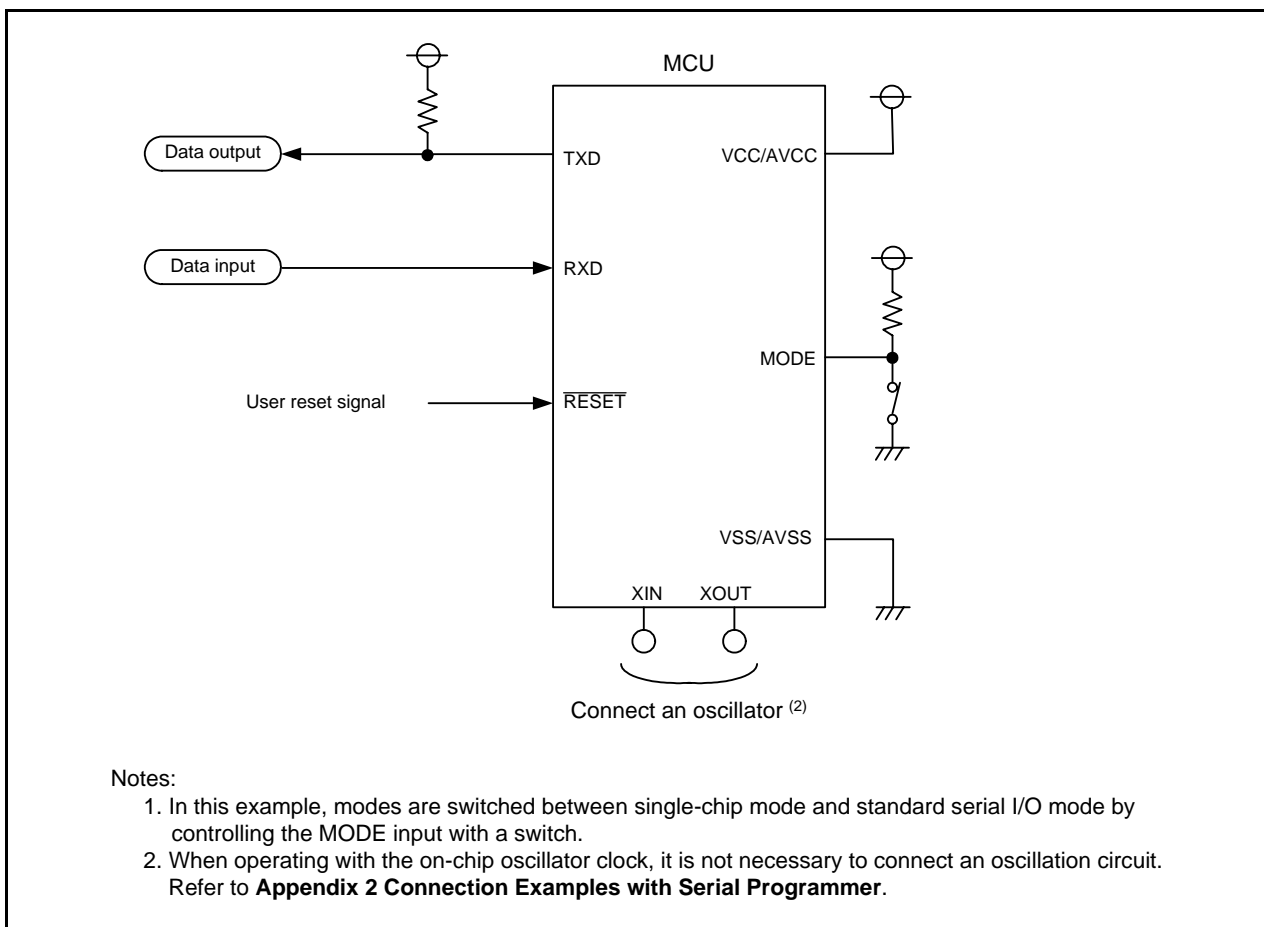 MCU
Data output
TXD
VCC/AVCC
Data input
RXD
MODE
User reset signal
RESET
VSS/AVSS
XIN
XOUT
Connect an oscillator (2)
Notes:
1. In this example, modes are switched between single-chip mode and standard serial I/O mode by
controlling the MODE input with a switch.
2. When operating with the on-chip oscillator clock, it is not necessary to connect an oscillation circuit.
Refer to Appendix 2 Connection Examples with Serial Programmer.